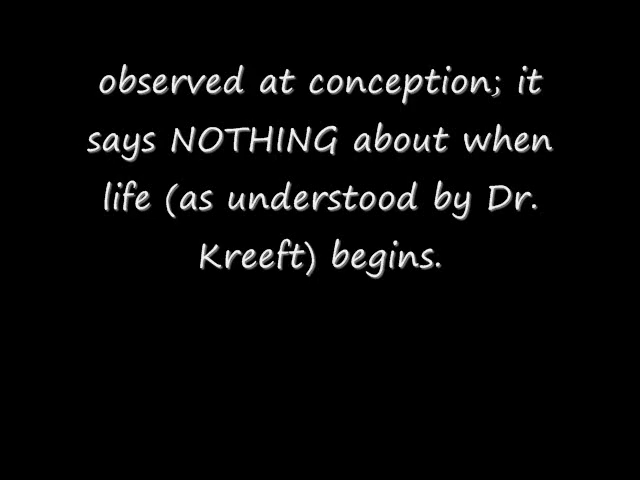 observed at conception; it
says NOTHING about when
life (as understood by Dr.
Kreeft) begins.